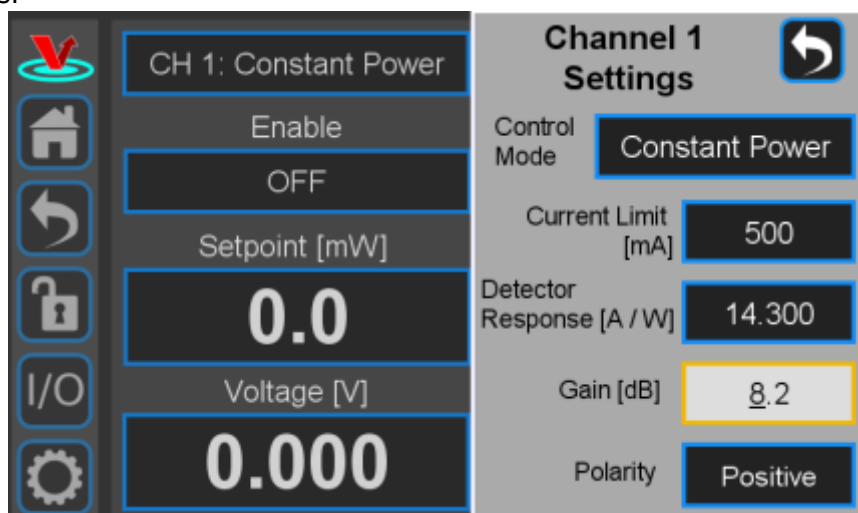 CH 1: Constant Power
Enable
OFF
Setpoint [mW]
0.0
I/O
Voltage [V]
0.000
Channel 1
Settings
Control
Mode
Constant Power
Current Limit
[mA]
500
Detector
Response [A / W]
14.300
Gain [dB]
8.2
Polarity
Positive